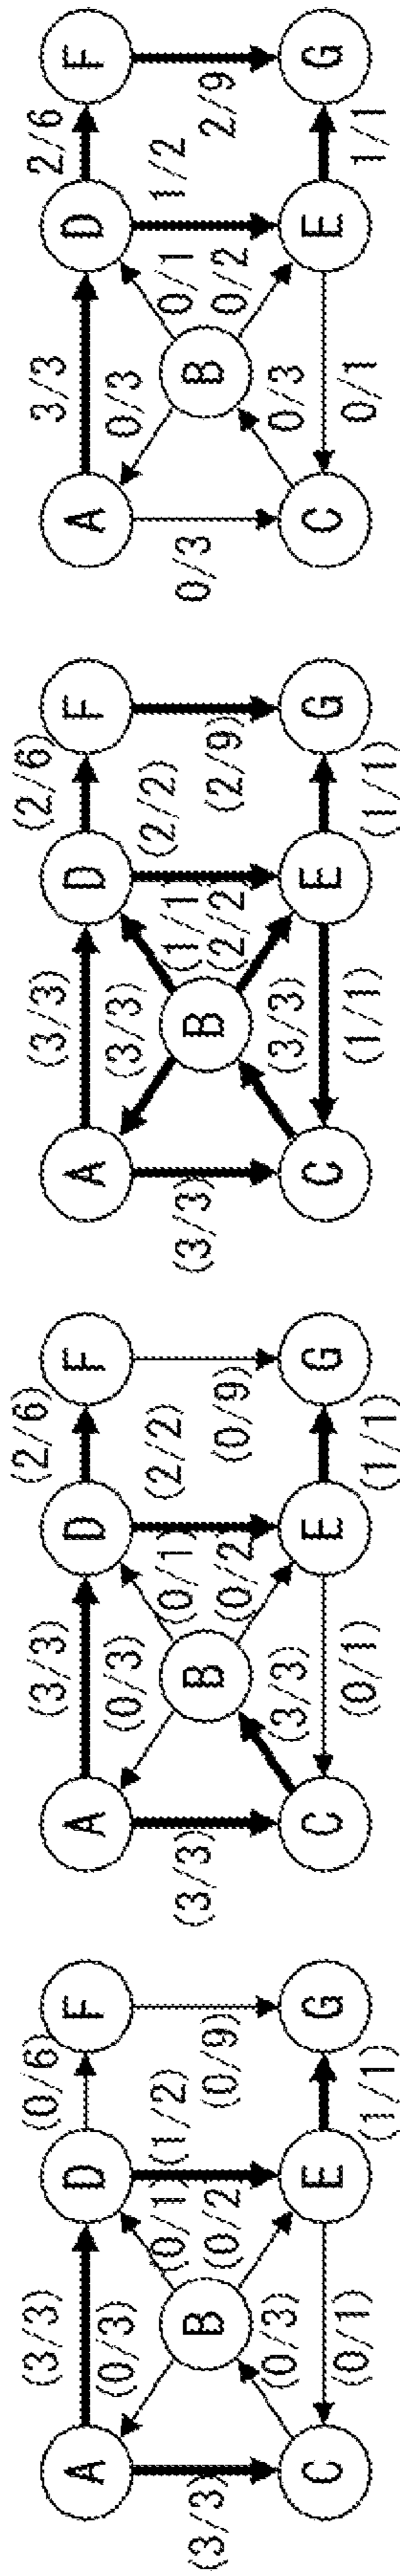 (3/3) (0/6)
A D F
(0/3) (0/1) (1/2)
(3/3) B (0/2 (0/9)
(0/3)
C E G
(0/1) (1/1)
(3/3) (2/6)
A D F
(0/3) (0/1) (2/2)
(3/3) B (0/2 (0/9)
(3/3)
C E G
(0/1) (1/1)
(3/3) (2/6)
A D F
(3/3) (1/1) (2/2)
(3/3) B (2/2 (2/9)
(3/3)
C E G
(1/1) (1/1)
3/3 2/6
A D F
0/3 0/1 1/2
0/3 B 0/2 2/9
0/3
C E G
0/1 1/1